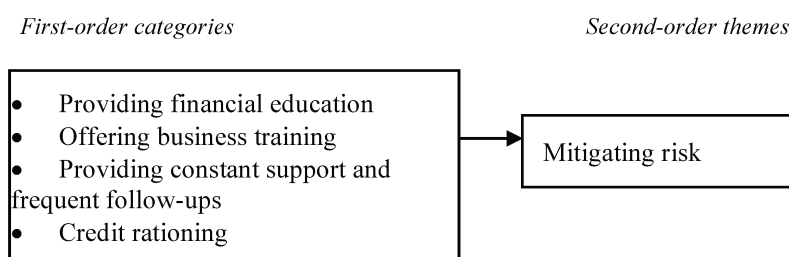 First-order categories
Second-order themes
• Providing financial education
• Offering business training
• Providing constant support and
frequent follow-ups
• Credit rationing
Mitigating risk